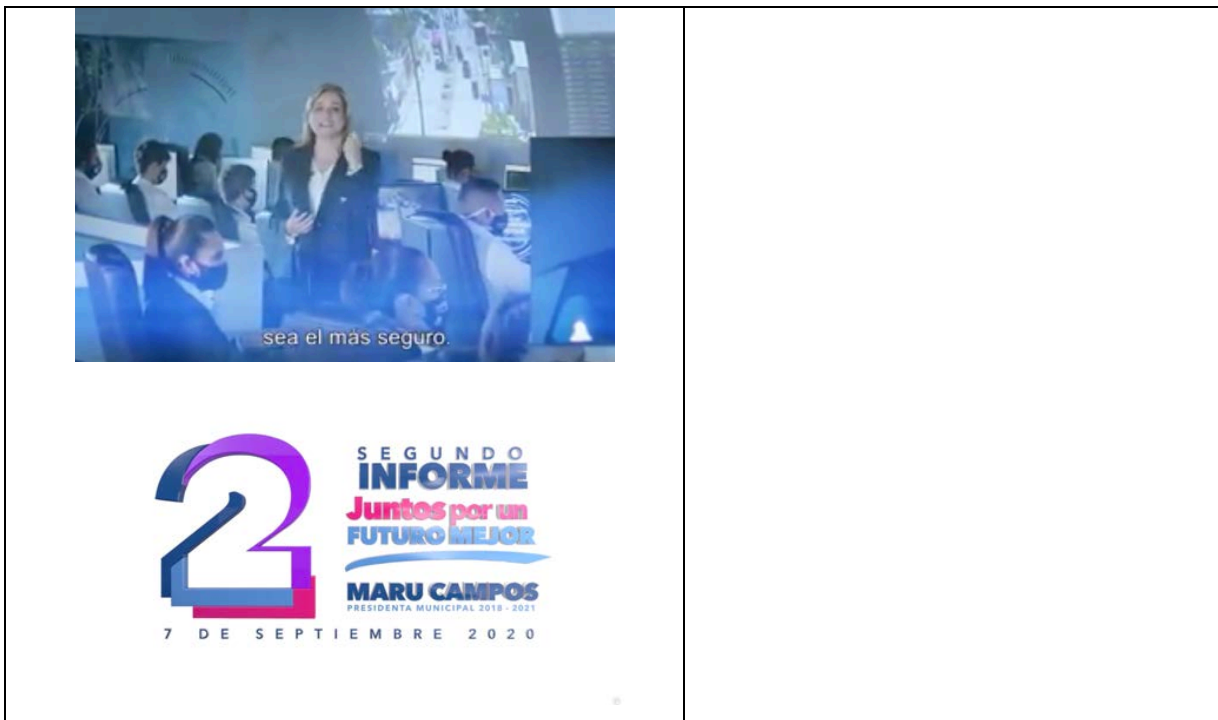 sea el más seguro.
SEGUNDO
INFORME
Juntos por un
FUTURO MEJOR
MARU CAMPOS
PRESIDENTA MUNICIPAL 2018 - 2021
2
7 DE SEPTIEMBRE 2020